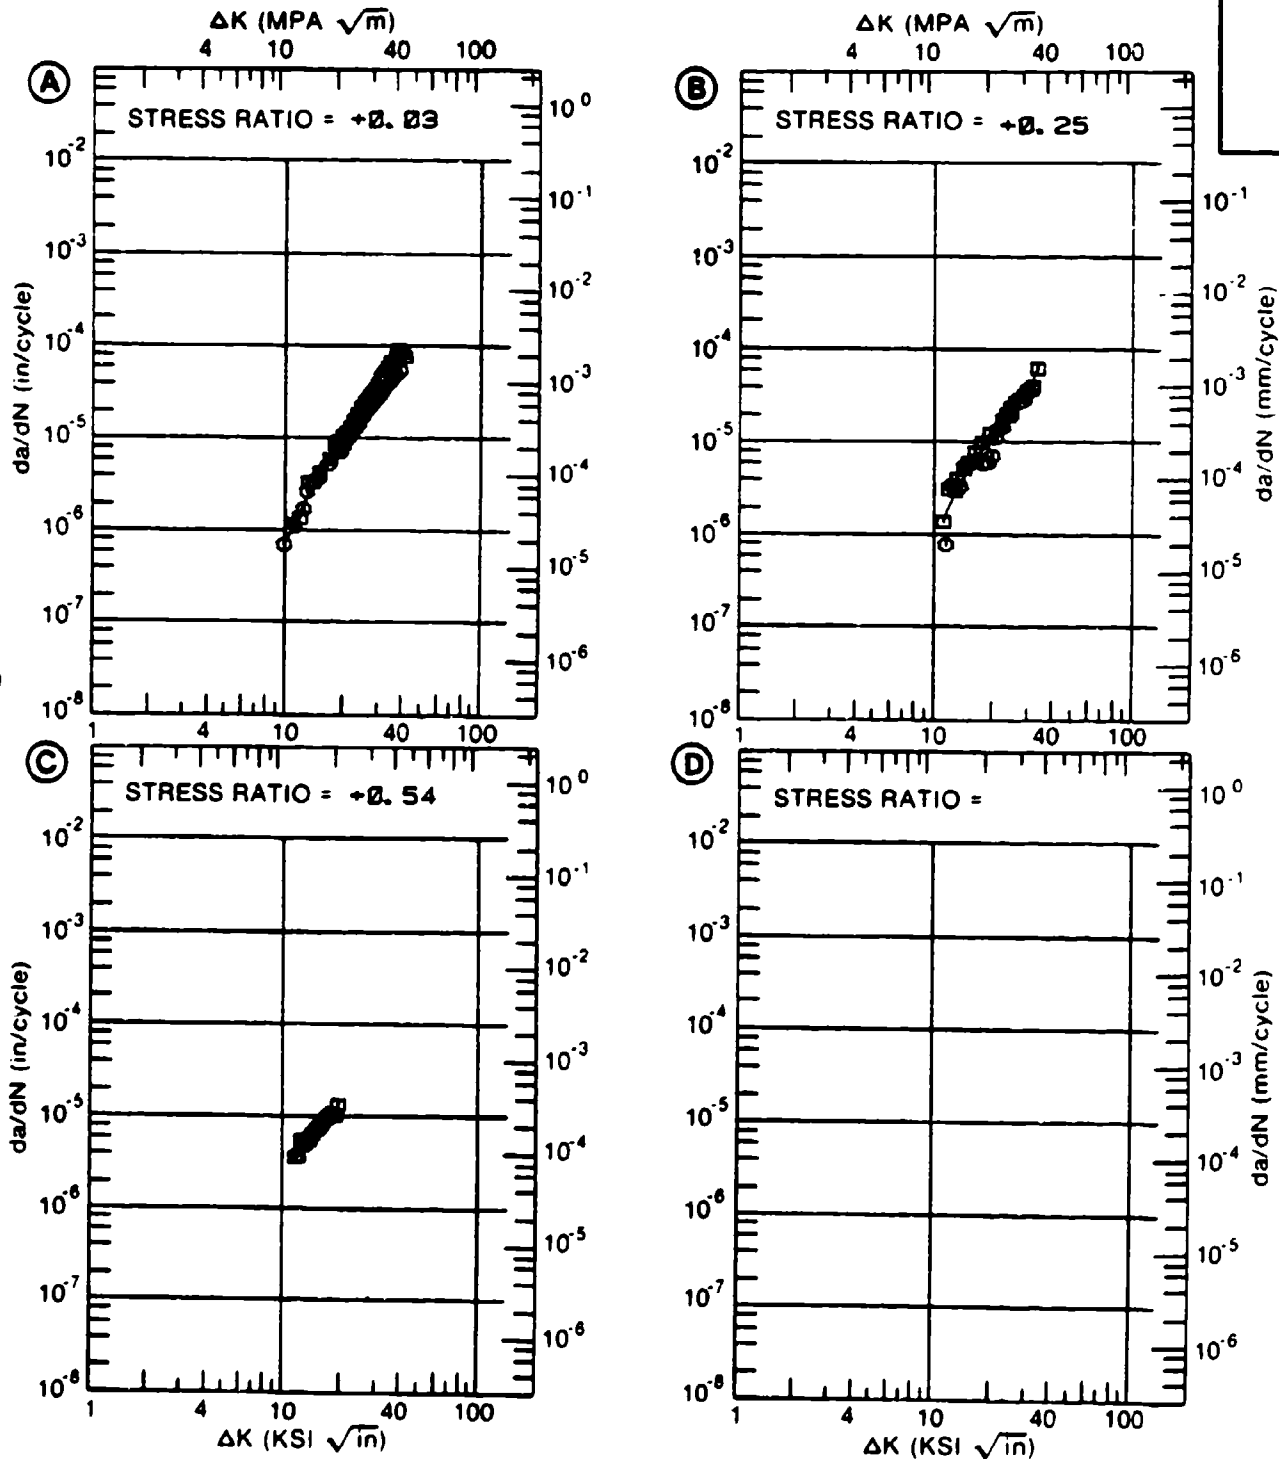 ΔK (MPA √m)
4 10 40 100
A
STRESS RATIO = +0.03
10⁻²
10⁻³
10⁻⁴
10⁻⁵
10⁻⁶
10⁻⁷
10⁻⁸
da/dN (in/cycle)
10⁰
10⁻¹
10⁻²
10⁻³
10⁻⁴
10⁻⁵
10⁻⁶
1 4 10 40 100
ΔK (MPA √m)
4 10 40 100
B
STRESS RATIO = +0.25
10⁻²
10⁻³
10⁻⁴
10⁻⁵
10⁻⁶
10⁻⁷
10⁻⁸
10⁻¹
10⁻²
10⁻³
10⁻⁴
10⁻⁵
10⁻⁶
da/dN (mm/cycle)
1 4 10 40 100
C
STRESS RATIO = +0.54
10⁻²
10⁻³
10⁻⁴
10⁻⁵
10⁻⁶
10⁻⁷
10⁻⁸
da/dN (in/cycle)
10⁰
10⁻¹
10⁻²
10⁻³
10⁻⁴
10⁻⁵
10⁻⁶
1 4 10 40 100
ΔK (KSI √in)
D
STRESS RATIO =
10⁻²
10⁻³
10⁻⁴
10⁻⁵
10⁻⁶
10⁻⁷
10⁻⁸
10⁰
10⁻¹
10⁻²
10⁻³
10⁻⁴
10⁻⁵
10⁻⁶
da/dN (mm/cycle)
1 4 10 40 100
ΔK (KSI √in)